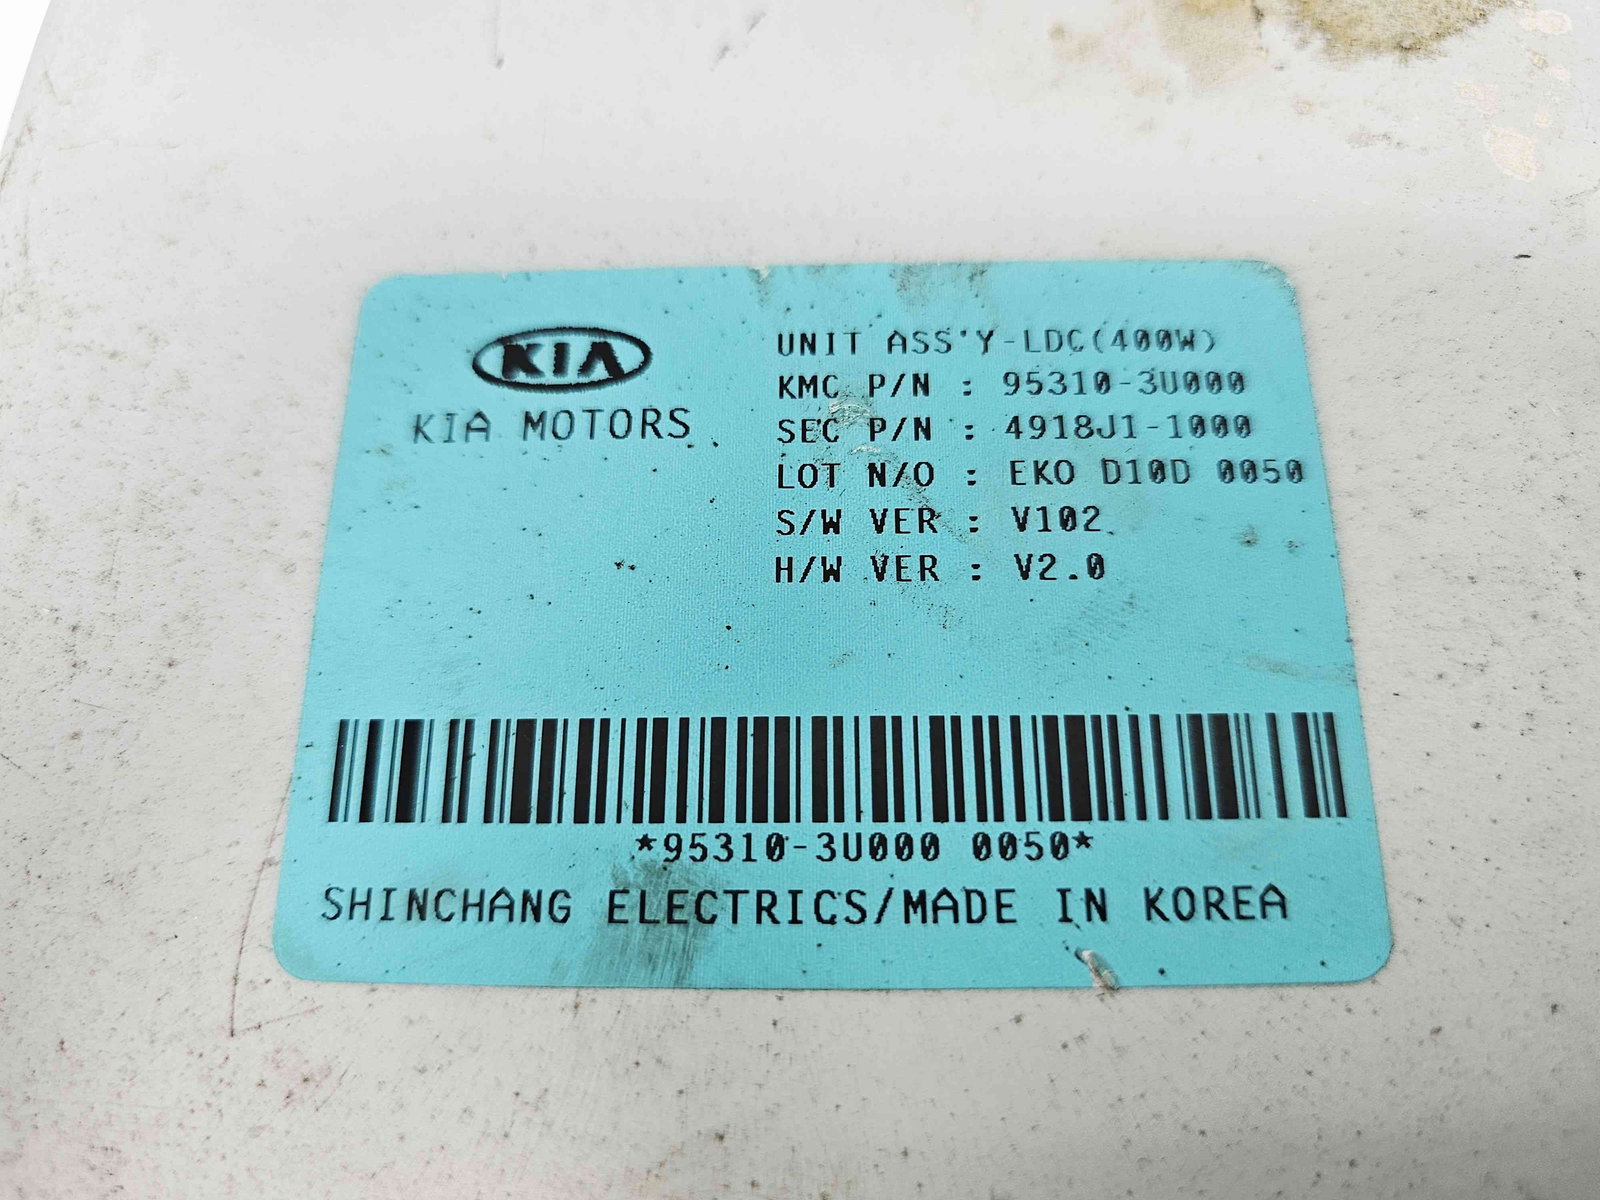 KIA
KIA MOTORS
UNIT ASS'Y-LDC(400W)
KMC P/N : 95310-3U000
SEC P/N : 4918J1-1000
LOT N/O : EKO D10D 0050
S/W VER : V102
H/W VER : V2.0
*95310-3U000 0050*
SHINCHANG ELECTRICS/MADE IN KOREA